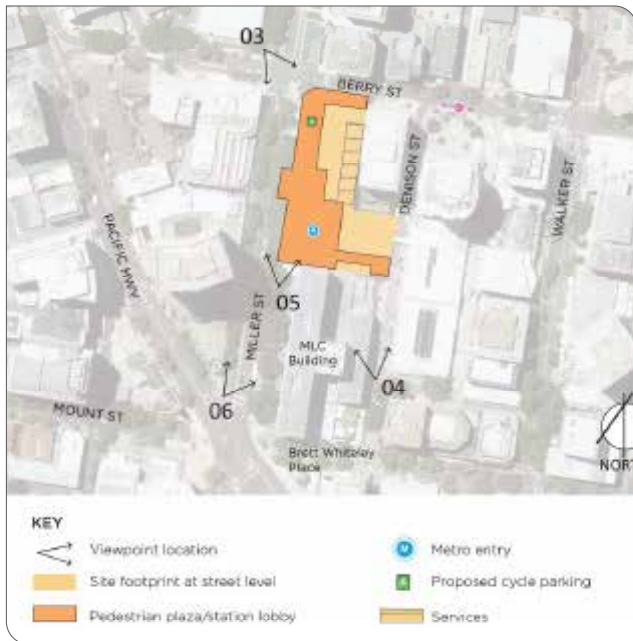 03
BERRY ST
DENISON ST
WALKER ST
PACIFIC HWY
05
MILLER ST
MLC
Building
04
06
MOUNT ST
Brett Whiteley
Place
NORT
KEY
Viewpoint location
M Metro entry
Site footprint at street level
Proposed cycle parking
Pedestrian plaza/station lobby
Services